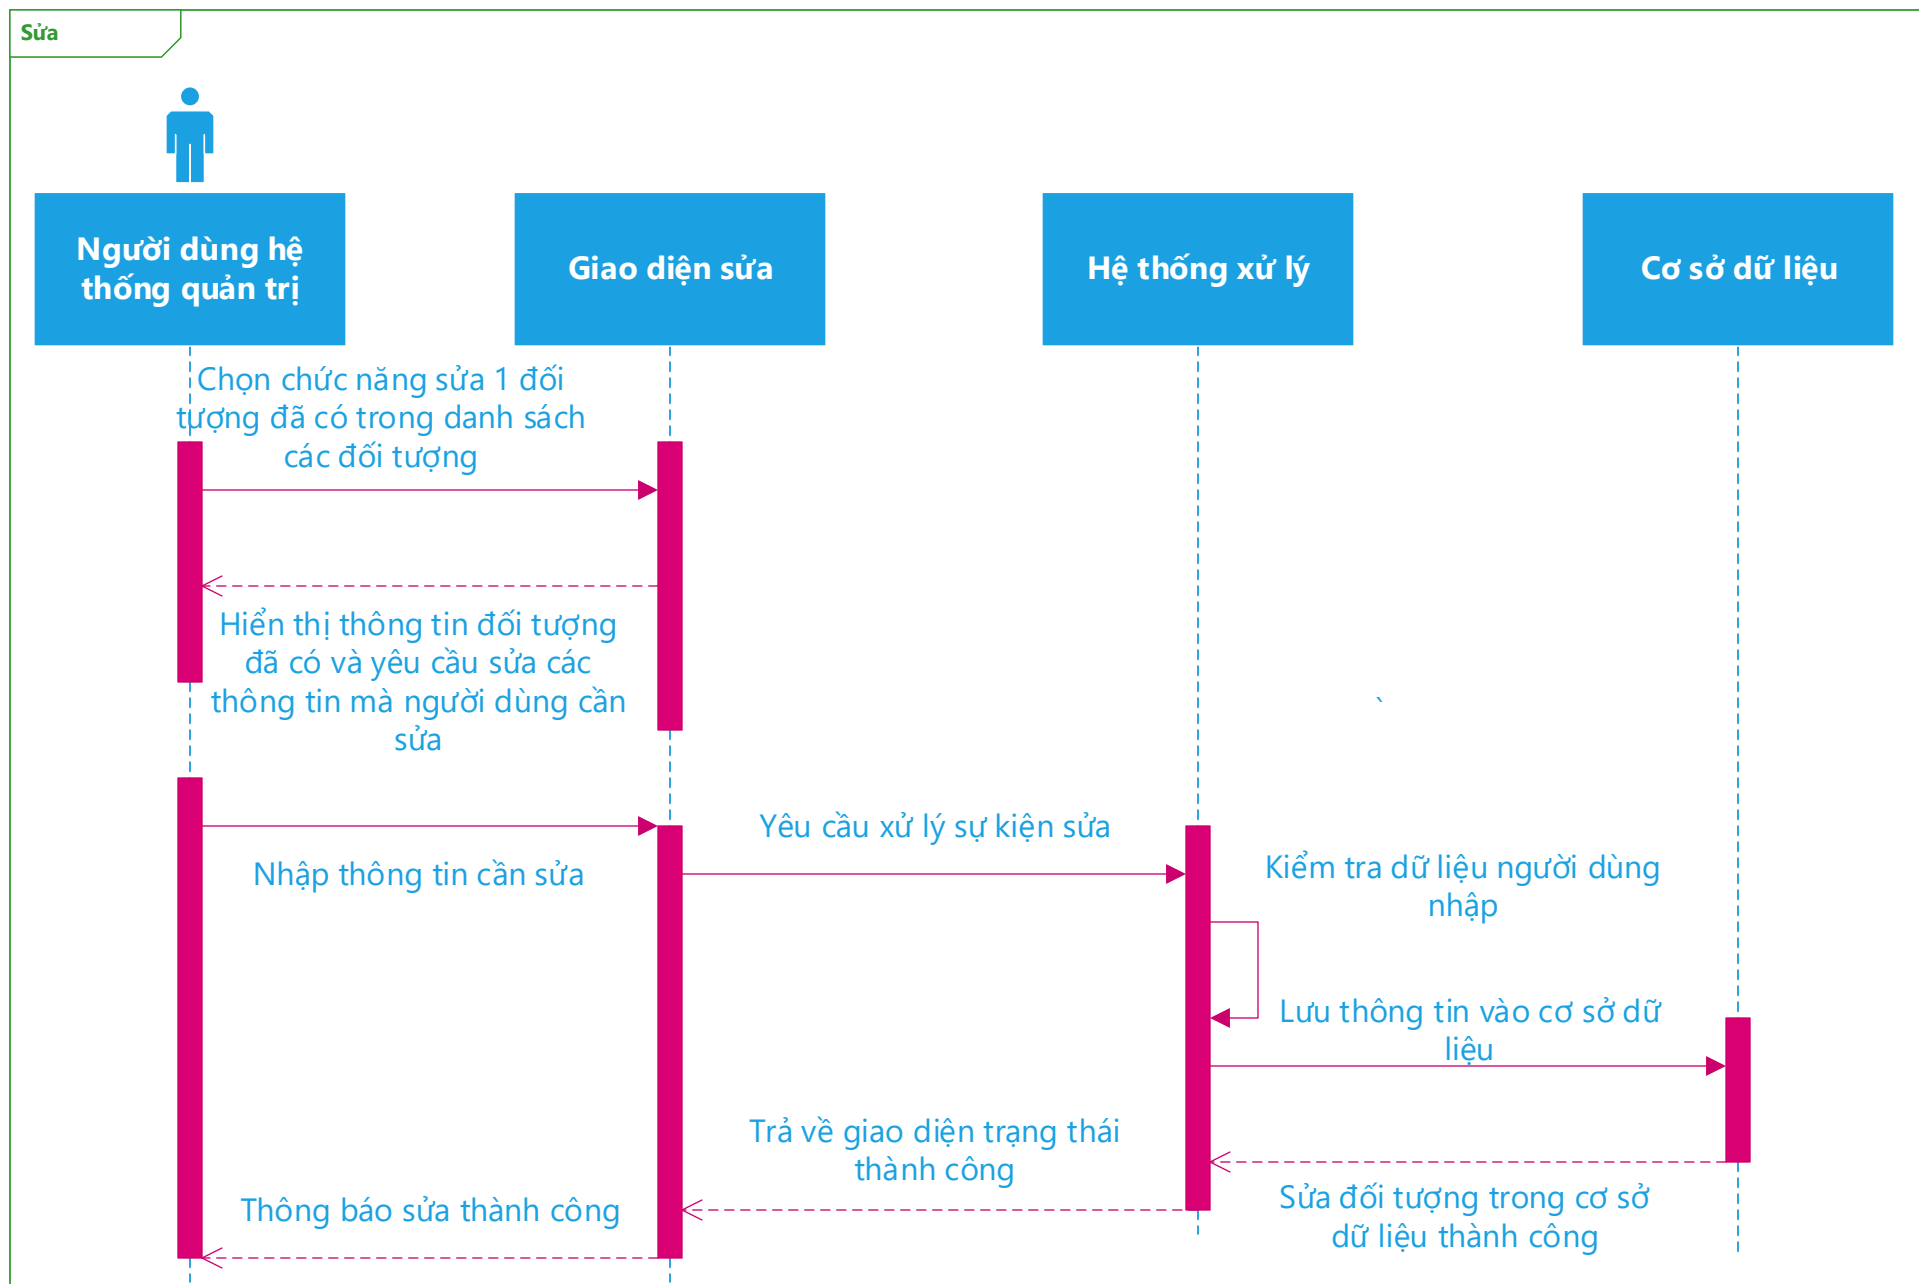 Sửa
Người dùng hệ
thống quản trị
Giao diện sửa
Hệ thống xử lý
Cơ sở dữ liệu
Chọn chức năng sửa 1 đối
tượng đã có trong danh sách
các đối tượng
Hiển thị thông tin đối tượng
đã có và yêu cầu sửa các
thông tin mà người dùng cần
sửa
`
Nhập thông tin cần sửa
Yêu cầu xử lý sự kiện sửa
Kiểm tra dữ liệu người dùng
nhập
Lưu thông tin vào cơ sở dữ
liệu
Sửa đối tượng trong cơ sở
dữ liệu thành công
Trả về giao diện trạng thái
thành công
Thông báo sửa thành công